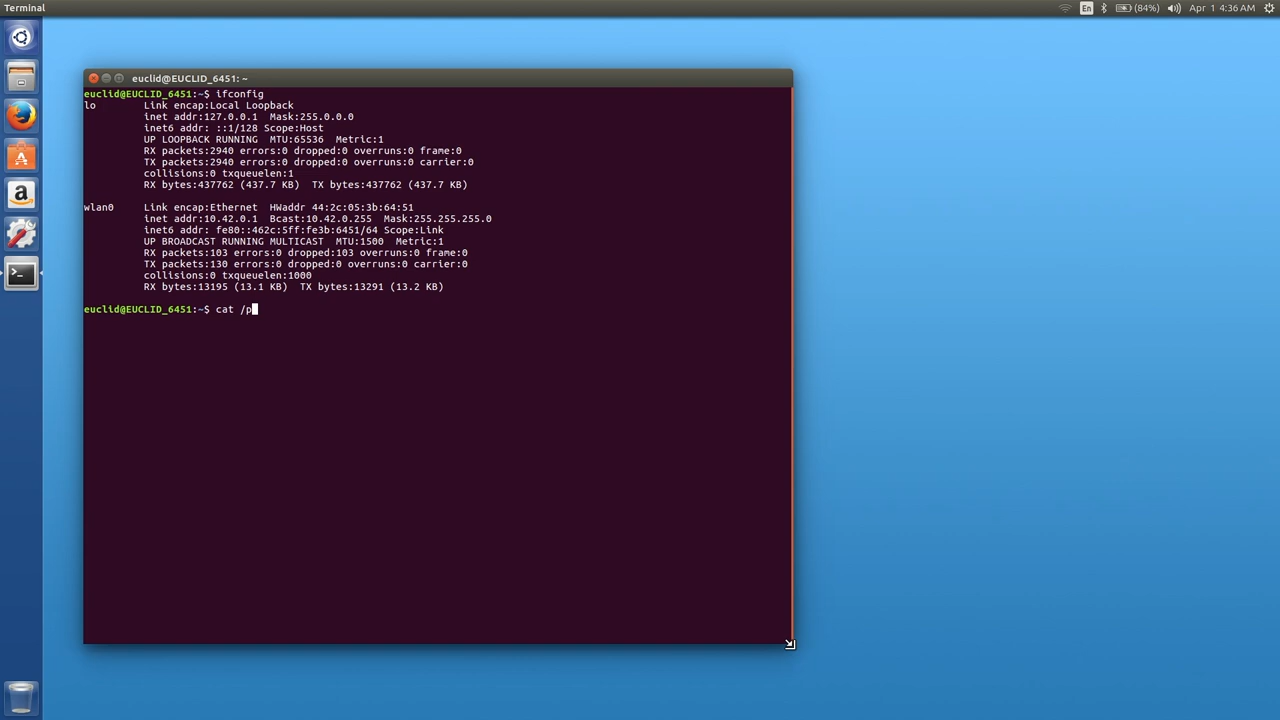 Terminal
En
(84%)
Apr 1 4:36 AM
euclid@EUCLID_6451: ~
euclid@EUCLID_6451:~$ ifconfig
lo        Link encap:Local Loopback
          inet addr:127.0.0.1  Mask:255.0.0.0
          inet6 addr: ::1/128 Scope:Host
          UP LOOPBACK RUNNING  MTU:65536  Metric:1
          RX packets:2940 errors:0 dropped:0 overruns:0 frame:0
          TX packets:2940 errors:0 dropped:0 overruns:0 carrier:0
          collisions:0 txqueuelen:1
          RX bytes:437762 (437.7 KB)  TX bytes:437762 (437.7 KB)
wlan0     Link encap:Ethernet  HWaddr 44:2c:05:3b:64:51
          inet addr:10.42.0.1  Bcast:10.42.0.255  Mask:255.255.255.0
          inet6 addr: fe80::462c:5ff:fe3b:6451/64 Scope:Link
          UP BROADCAST RUNNING MULTICAST  MTU:1500  Metric:1
          RX packets:103 errors:0 dropped:103 overruns:0 frame:0
          TX packets:130 errors:0 dropped:0 overruns:0 carrier:0
          collisions:0 txqueuelen:1000
          RX bytes:13195 (13.1 KB)  TX bytes:13291 (13.2 KB)
euclid@EUCLID_6451:~$ cat /p